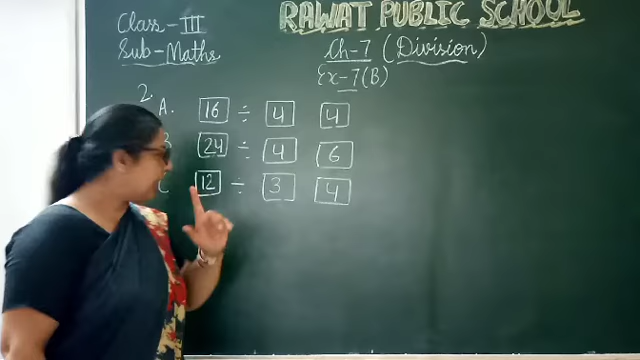 RAWAT PUBLIC SCHOOL
Class - III
Sub - Maths
Ch-7 (Division)
Ex-7(B)
2.
A. 16 ÷ 4 4
24 ÷ 4 6
C 12 ÷ 3 4